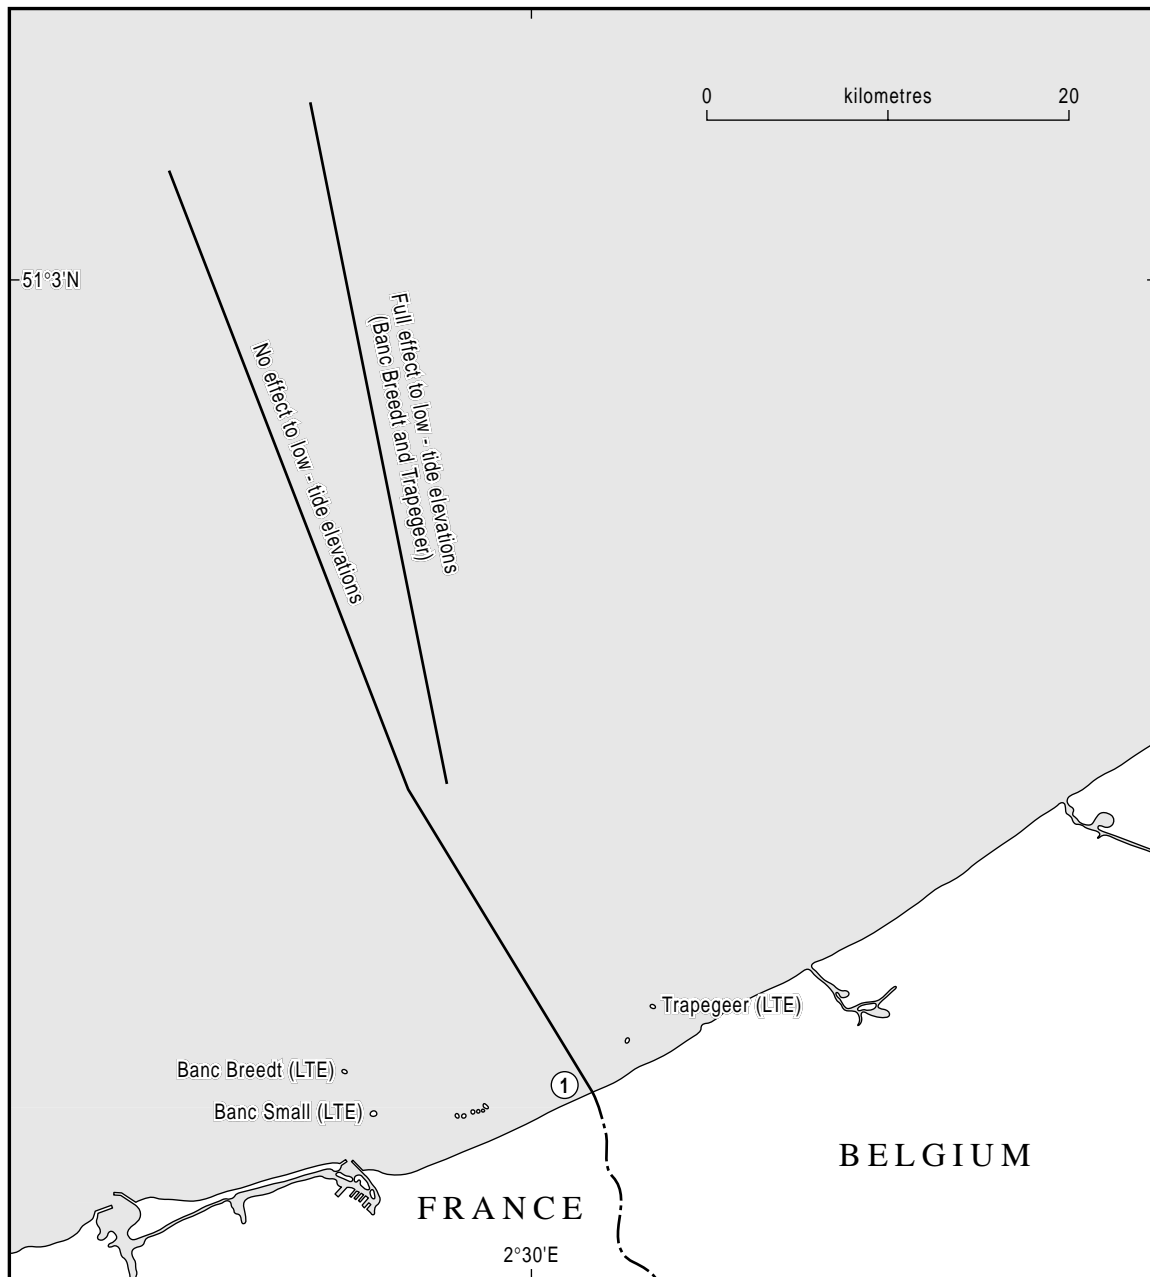 0 kilometres 20
51°3'N
Full effect to low - tide elevations
(Banc Breedt and Trapegeer)
No effect to low - tide elevations
Trapegeer (LTE)
Banc Breedt (LTE)
1
Banc Small (LTE)
BELGIUM
FRANCE
2°30'E